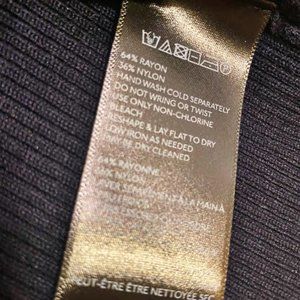 64% RAYON
36% NYLON
HAND WASH COLD SEPARATELY
DO NOT WRING OR TWIST
USE ONLY NON-CHLORINE
BLEACH
RESHAPE & LAY FLAT TO DRY
LOW IRON AS NEEDED
MAY BE DRY CLEANED
64% RAYONNE
36% NYLON
LAVER SÉPARÉMENT À LA MAIN À
PEUT-ÊTRE ÊTRE NETTOYÉE